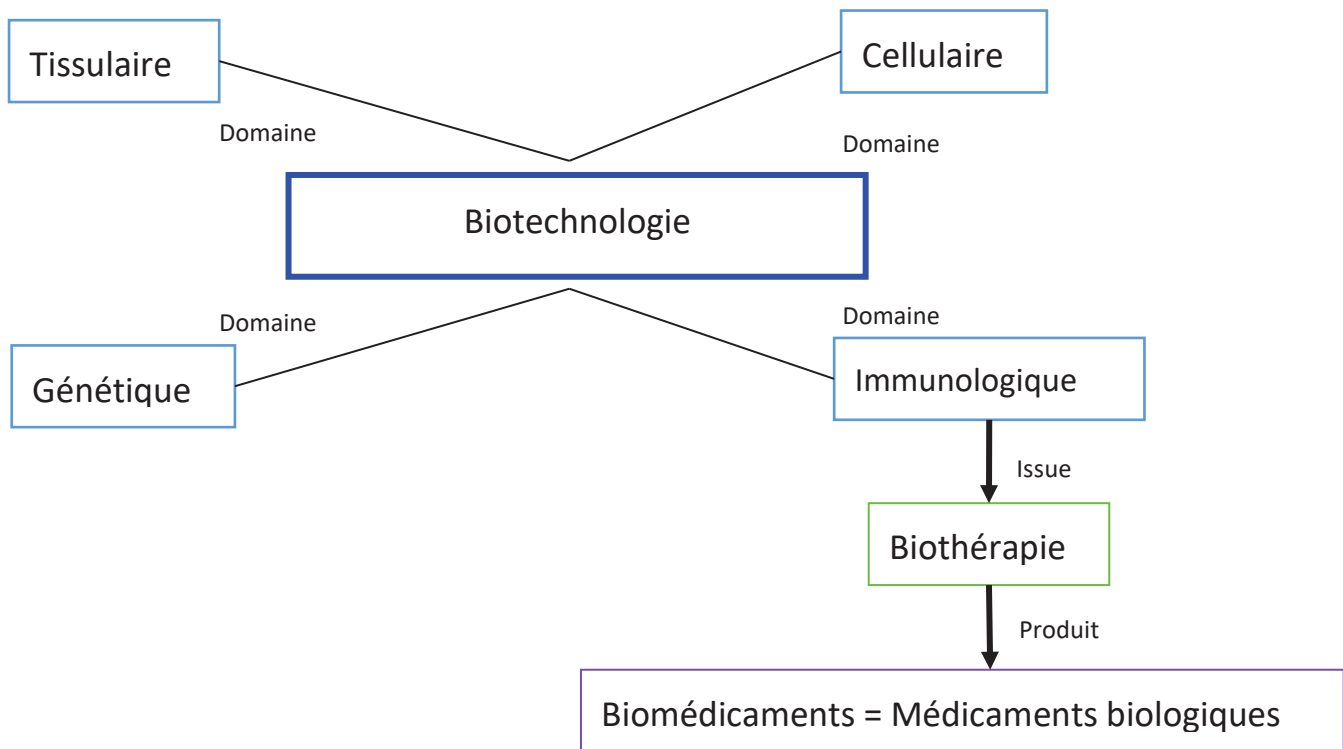 Tissulaire
Cellulaire
Domaine
Domaine
Biotechnologie
Domaine
Domaine
Génétique
Immunologique
Issue
Biothérapie
Produit
Biomédicaments = Médicaments biologiques